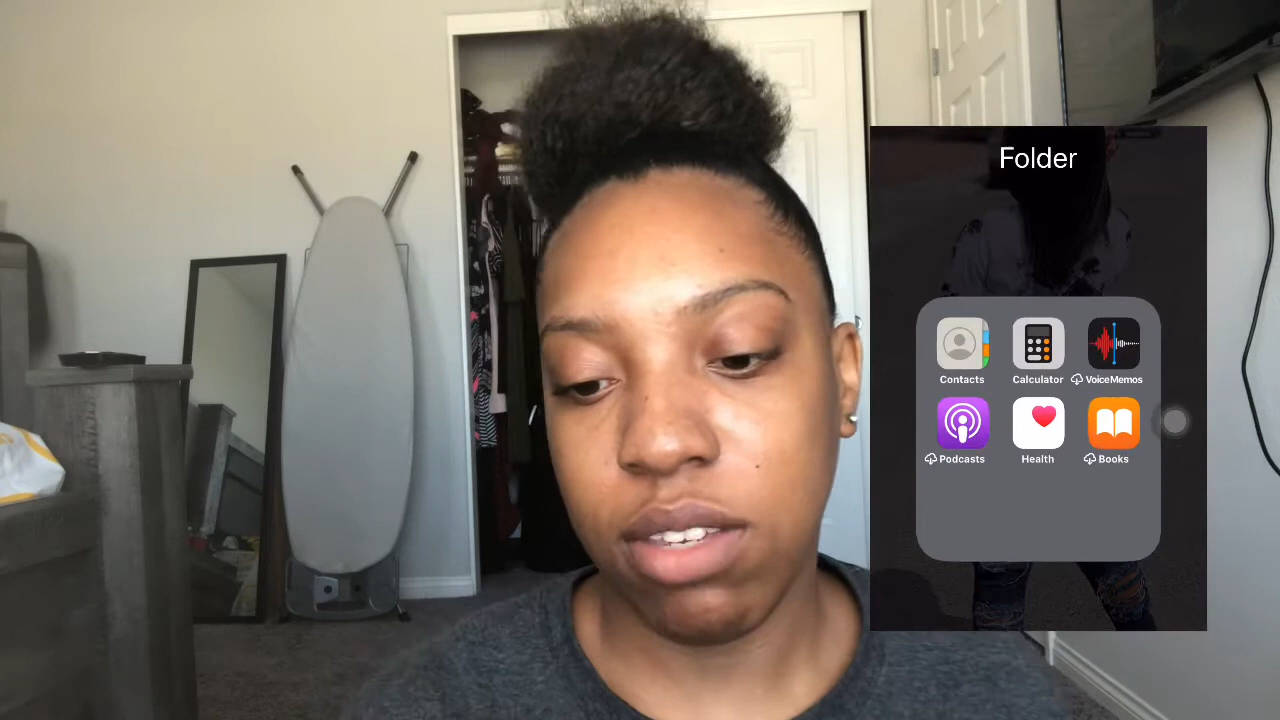 Folder
Contacts
Calculator
VoiceMemos
Podcasts
Health
Books